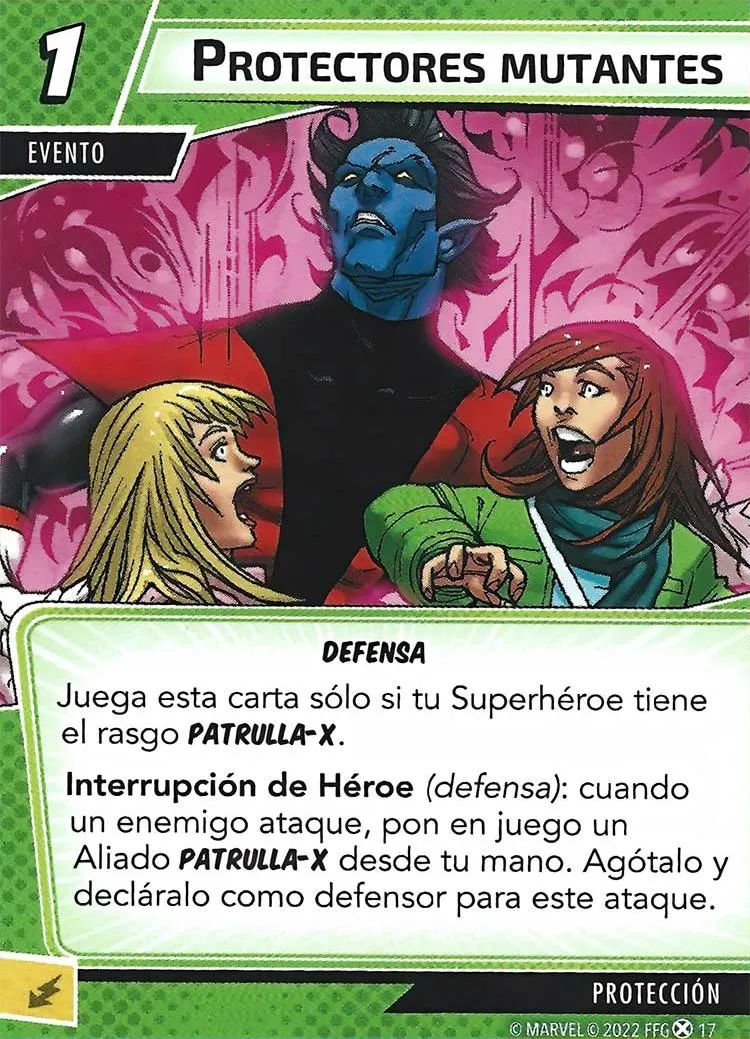 1
PROTECTORES MUTANTES
EVENTO
DEFENSA
Juega esta carta sólo si tu Superhéroe tiene
el rasgo PATRULLA-X.
Interrupción de Héroe (defensa): cuando
un enemigo ataque, pon en juego un
Aliado PATRULLA-X desde tu mano. Agótalo y
decláralo como defensor para este ataque.
PROTECCIÓN
© MARVEL © 2022 FFG 17